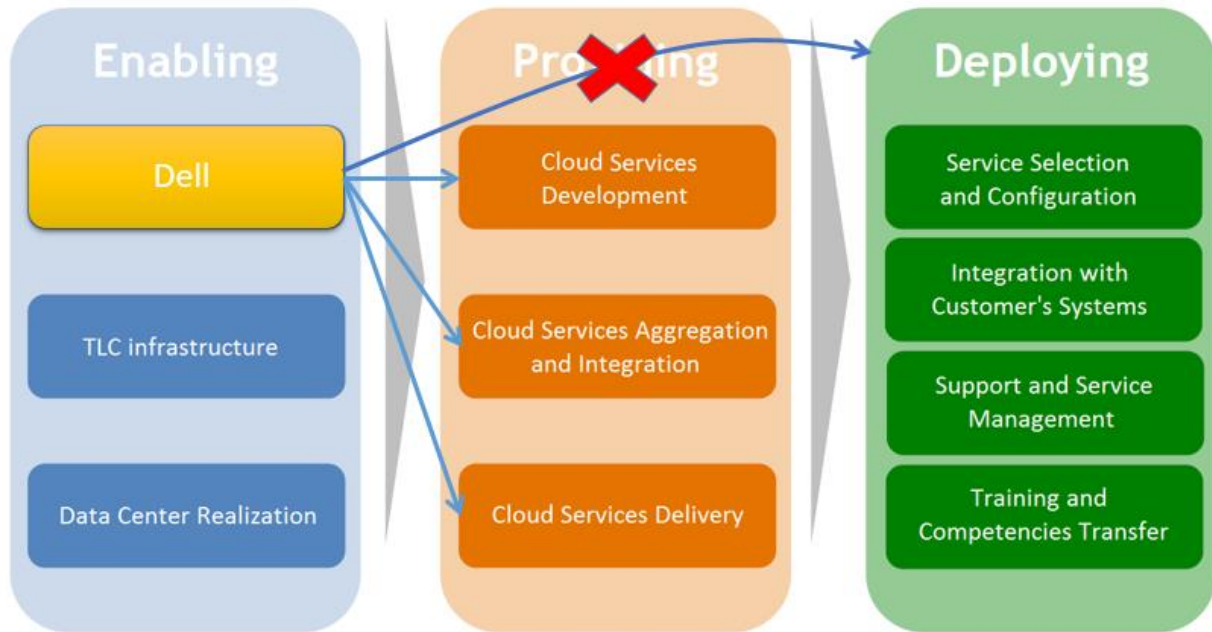 Enabling
Dell
TLC infrastructure
Data Center Realization
Cloud Services
Development
Cloud Services Aggregation
and Integration
Cloud Services Delivery
Deploying
Service Selection
and Configuration
Integration with
Customer's Systems
Support and Service
Management
Training and
Competencies Transfer